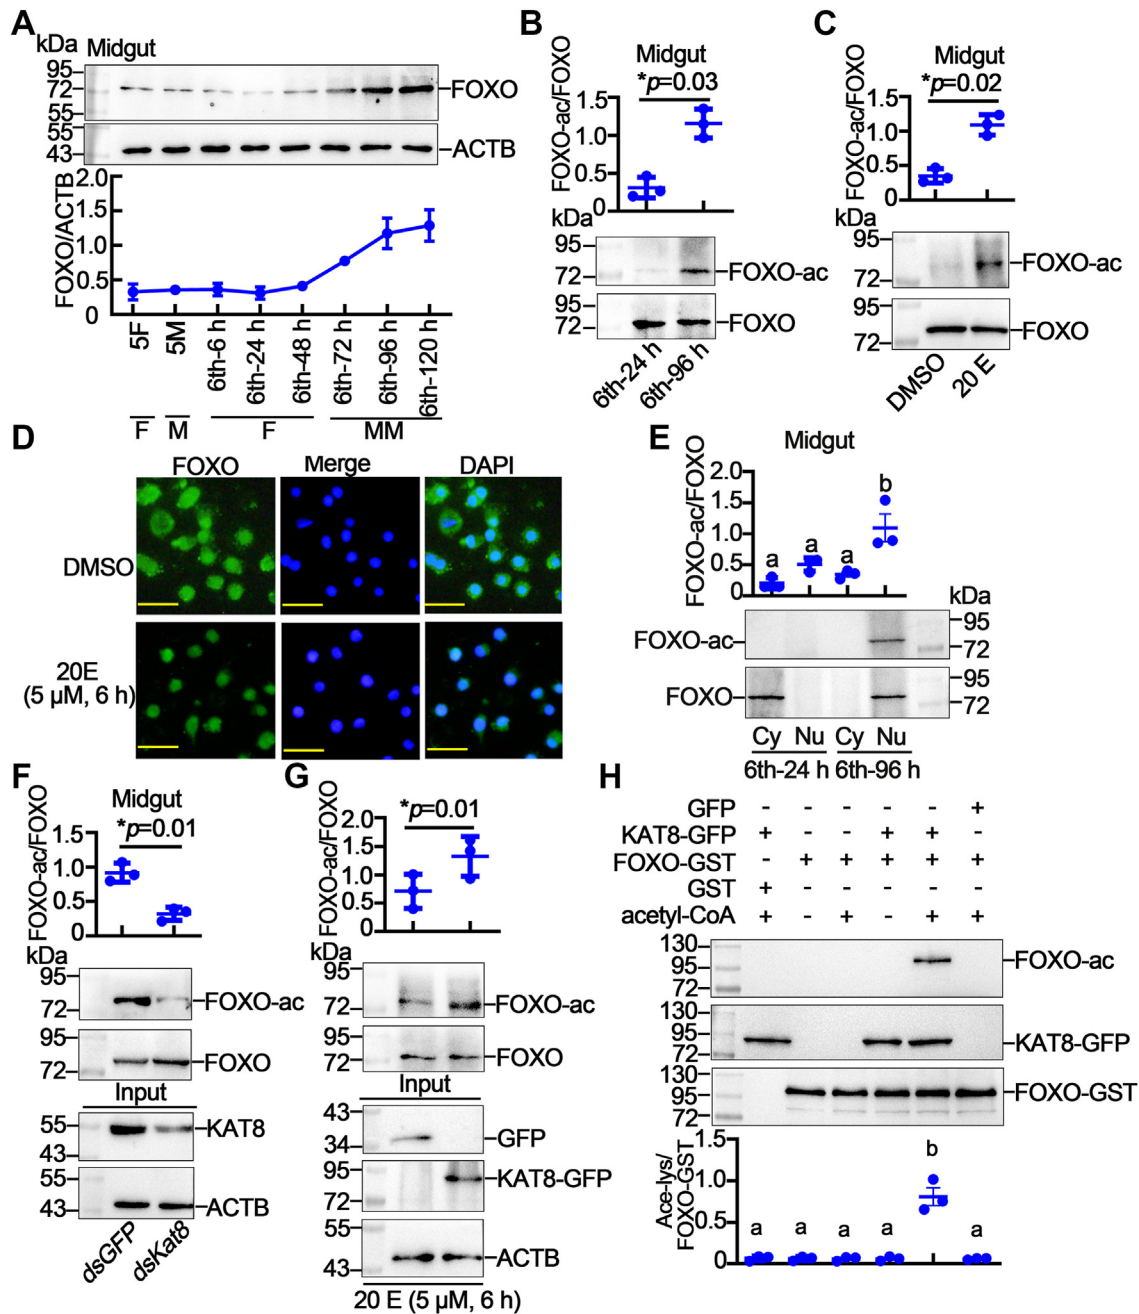 A
kDa
Midgut
95
72
55
FOXO
55
43
ACTB
FOXO/ACTB
2.0
1.5
1.0
0.5
0
5F
5M
6th-6 h
6th-24 h
6th-48 h
6th-72 h
6th-96 h
6th-120 h
F
M
F
MM
B
Midgut
*p=0.03
FOXO-ac/FOXO
1.5
1.0
0.5
0
kDa
95
72
FOXO-ac
95
72
FOXO
6th-24 h
6th-96 h
C
Midgut
*p=0.02
FOXO-ac/FOXO
1.5
1.0
0.5
0
kDa
95
72
FOXO-ac
95
72
FOXO
DMSO
20 E
D
FOXO
Merge
DAPI
DMSO
20E
(5 µM, 6 h)
E
Midgut
FOXO-ac/FOXO
2.0
1.5
1.0
0.5
0
a
a
a
b
kDa
FOXO-ac
95
72
FOXO
95
72
Cy Nu Cy Nu
6th-24 h 6th-96 h
F
Midgut
*p=0.01
FOXO-ac/FOXO
1.5
1.0
0.5
0
kDa
95
72
FOXO-ac
95
72
FOXO
Input
55
43
KAT8
55
43
ACTB
dsGFP
dsKat8
G
*p=0.01
FOXO-ac/FOXO
2.0
1.5
1.0
0.5
0
kDa
95
72
FOXO-ac
95
72
FOXO
Input
43
34
GFP
95
72
KAT8-GFP
55
43
ACTB
20 E (5 µM, 6 h)
H
GFP - - - - - +
KAT8-GFP + - - + + -
FOXO-GST - + + + + +
GST + - - - - -
acetyl-CoA + - + - + +
130
95
72
FOXO-ac
130
95
72
KAT8-GFP
130
95
72
FOXO-GST
Ace-lys/
FOXO-GST
1.5
1.0
0.5
0
a
a
a
a
b
a